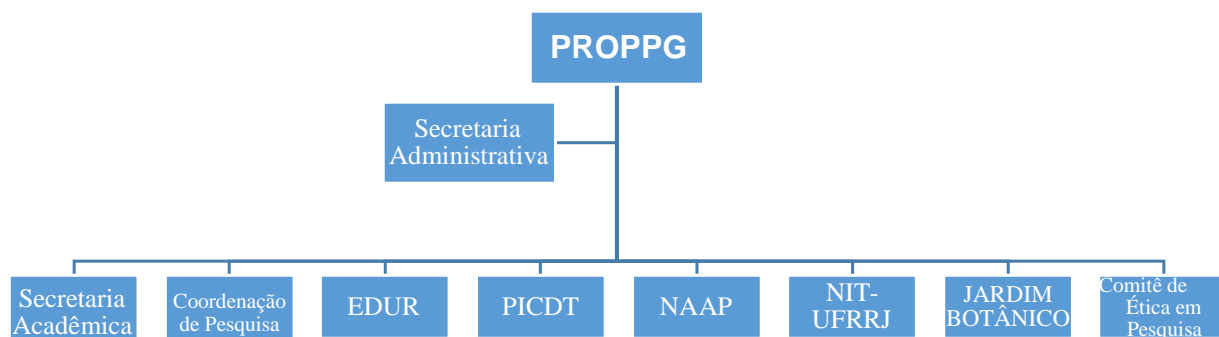 PROPPG
Secretaria
Administrativa
Secretaria
Acadêmica
Coordenação
de Pesquisa
EDUR
PICDT
NAAP
NIT-
UFRRJ
JARDIM
BOTÂNICO
Comitê de
Ética em
Pesquisa